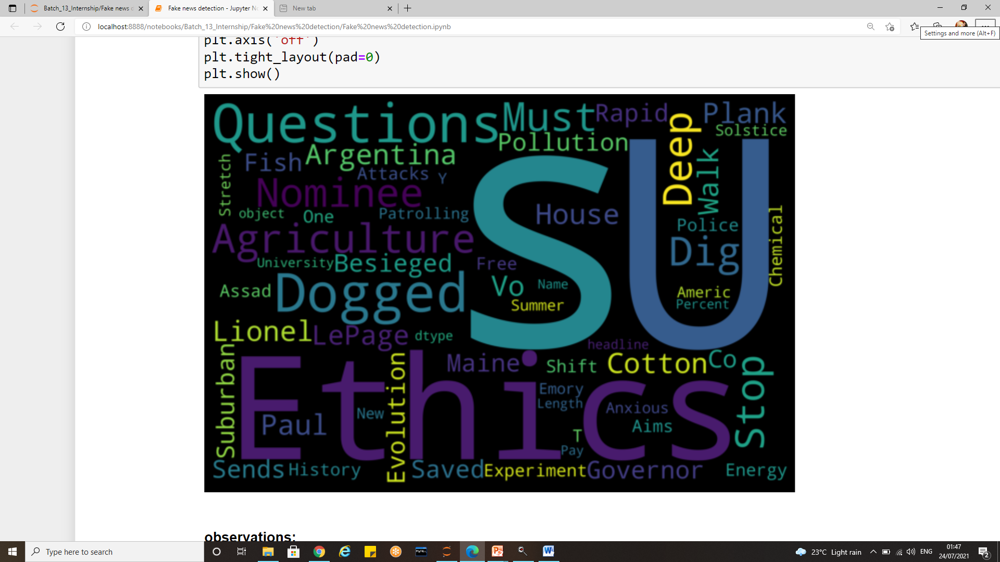 Batch_13_Internship/Fake news d
Fake news detection - Jupyter No
New tab
localhost:8888/notebooks/Batch_13_Internship/Fake%20news%20detection/Fake%20news%20detection.ipynb
Settings and more (Alt+F)
plt.axis('off')
plt.tight_layout(pad=0)
plt.show()
Questions Must Rapid Deep Plank
Solstice
Pollution
Argentina
Fish
Stretch
Attacks Y
Walk
Nominee
S U
House
object One Patrolling
Chemical
Police
Agriculture
Dig
University Besieged Free
Vo Name
Assad Dogged
Americ
Summer
Percent
Lionel LePage dtype
headline
Suburban
Ethics
Evolution
Maine Shift Cotton Co
Stop
Emory
Length
Anxious
New
Paul
Aims
T
Pay
Sends History Saved Experiment Governor Energy
observations:
Type here to search
MySQL
23°C Light rain
ENG
01:47
24/07/2021
2